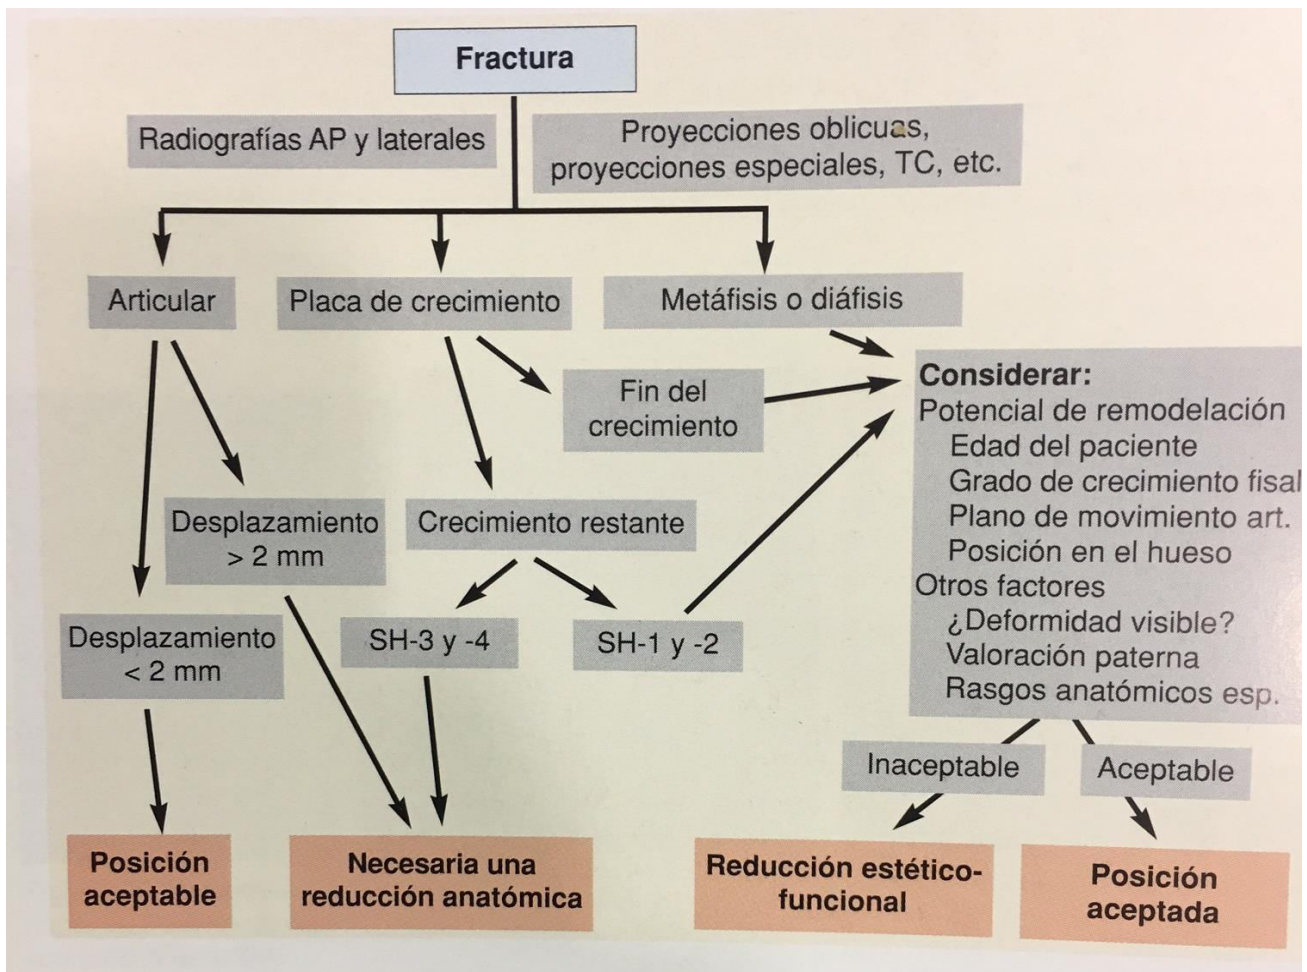 Fractura
Radiografías AP y laterales
Proyecciones oblicuas,
proyecciones especiales, TC, etc.
Articular
Placa de crecimiento
Metáfisis o diáfisis
Fin del
crecimiento
Considerar:
Potencial de remodelación
Edad del paciente
Grado de crecimiento fisal
Plano de movimiento art.
Posición en el hueso
Otros factores
¿Deformidad visible?
Valoración paterna
Rasgos anatómicos esp.
Desplazamiento
> 2 mm
Crecimiento restante
Desplazamiento
< 2 mm
SH-3 y -4
SH-1 y -2
Inaceptable
Aceptable
Posición
aceptable
Necesaria una
reducción anatómica
Reducción estético-
funcional
Posición
aceptada